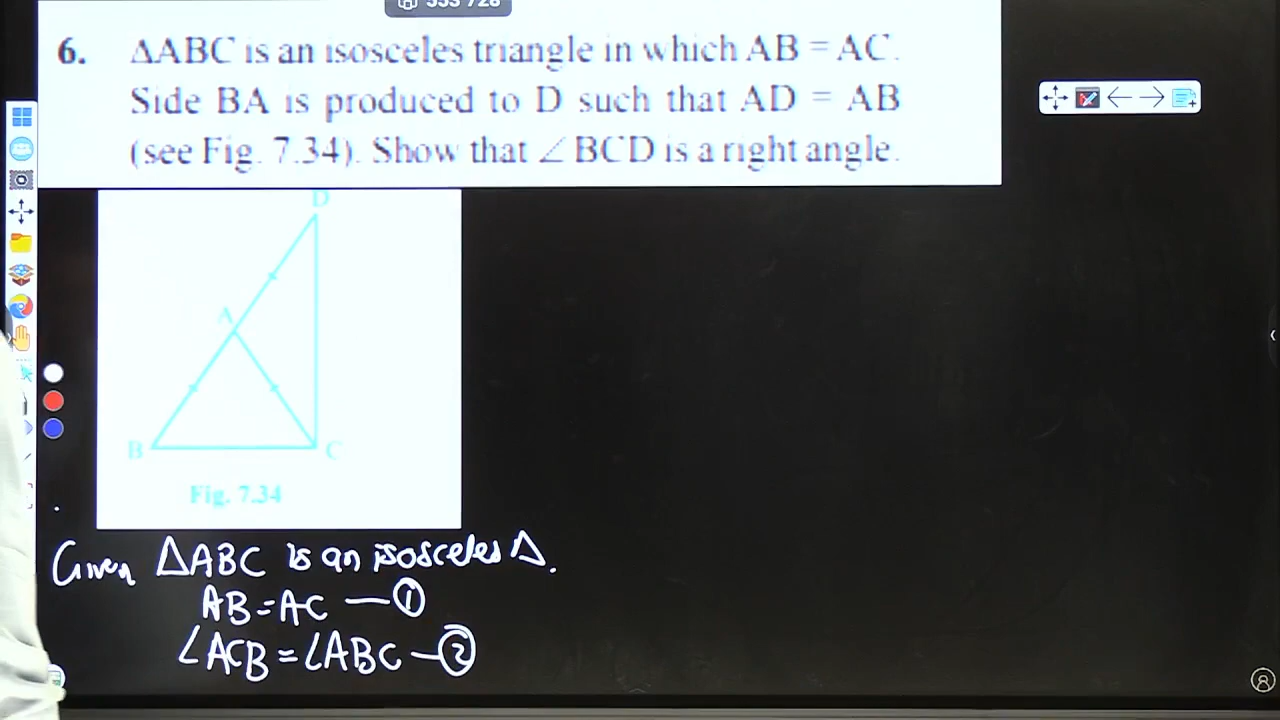 553 728
6. ΔABC is an isosceles triangle in which AB = AC.
Side BA is produced to D such that AD = AB
(see Fig. 7.34). Show that ∠BCD is a right angle.
D
A
B
C
Fig. 7.34
Given ΔABC is an isosceles Δ.
AB = AC — ①
∠ACB = ∠ABC — ②